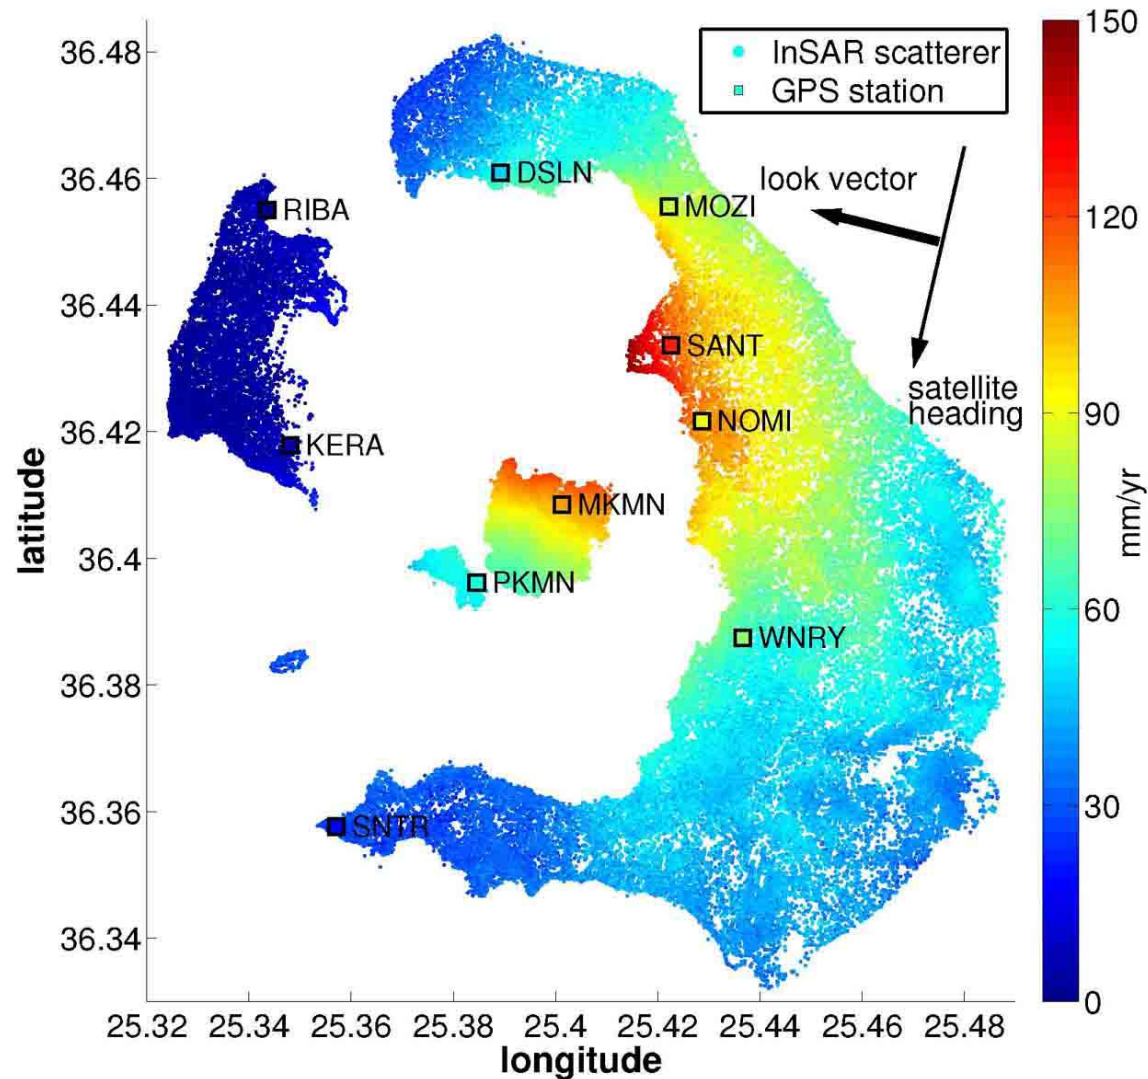 InSAR scatterer
GPS station
look vector
satellite
heading
RIBA
DSLN
MOZI
SANT
NOMI
KERA
MKMN
PKMN
WNRY
SNTR
latitude
36.48
36.46
36.44
36.42
36.4
36.38
36.36
36.34
25.32 25.34 25.36 25.38 25.4 25.42 25.44 25.46 25.48
longitude
150
120
90
60
30
0
mm/yr